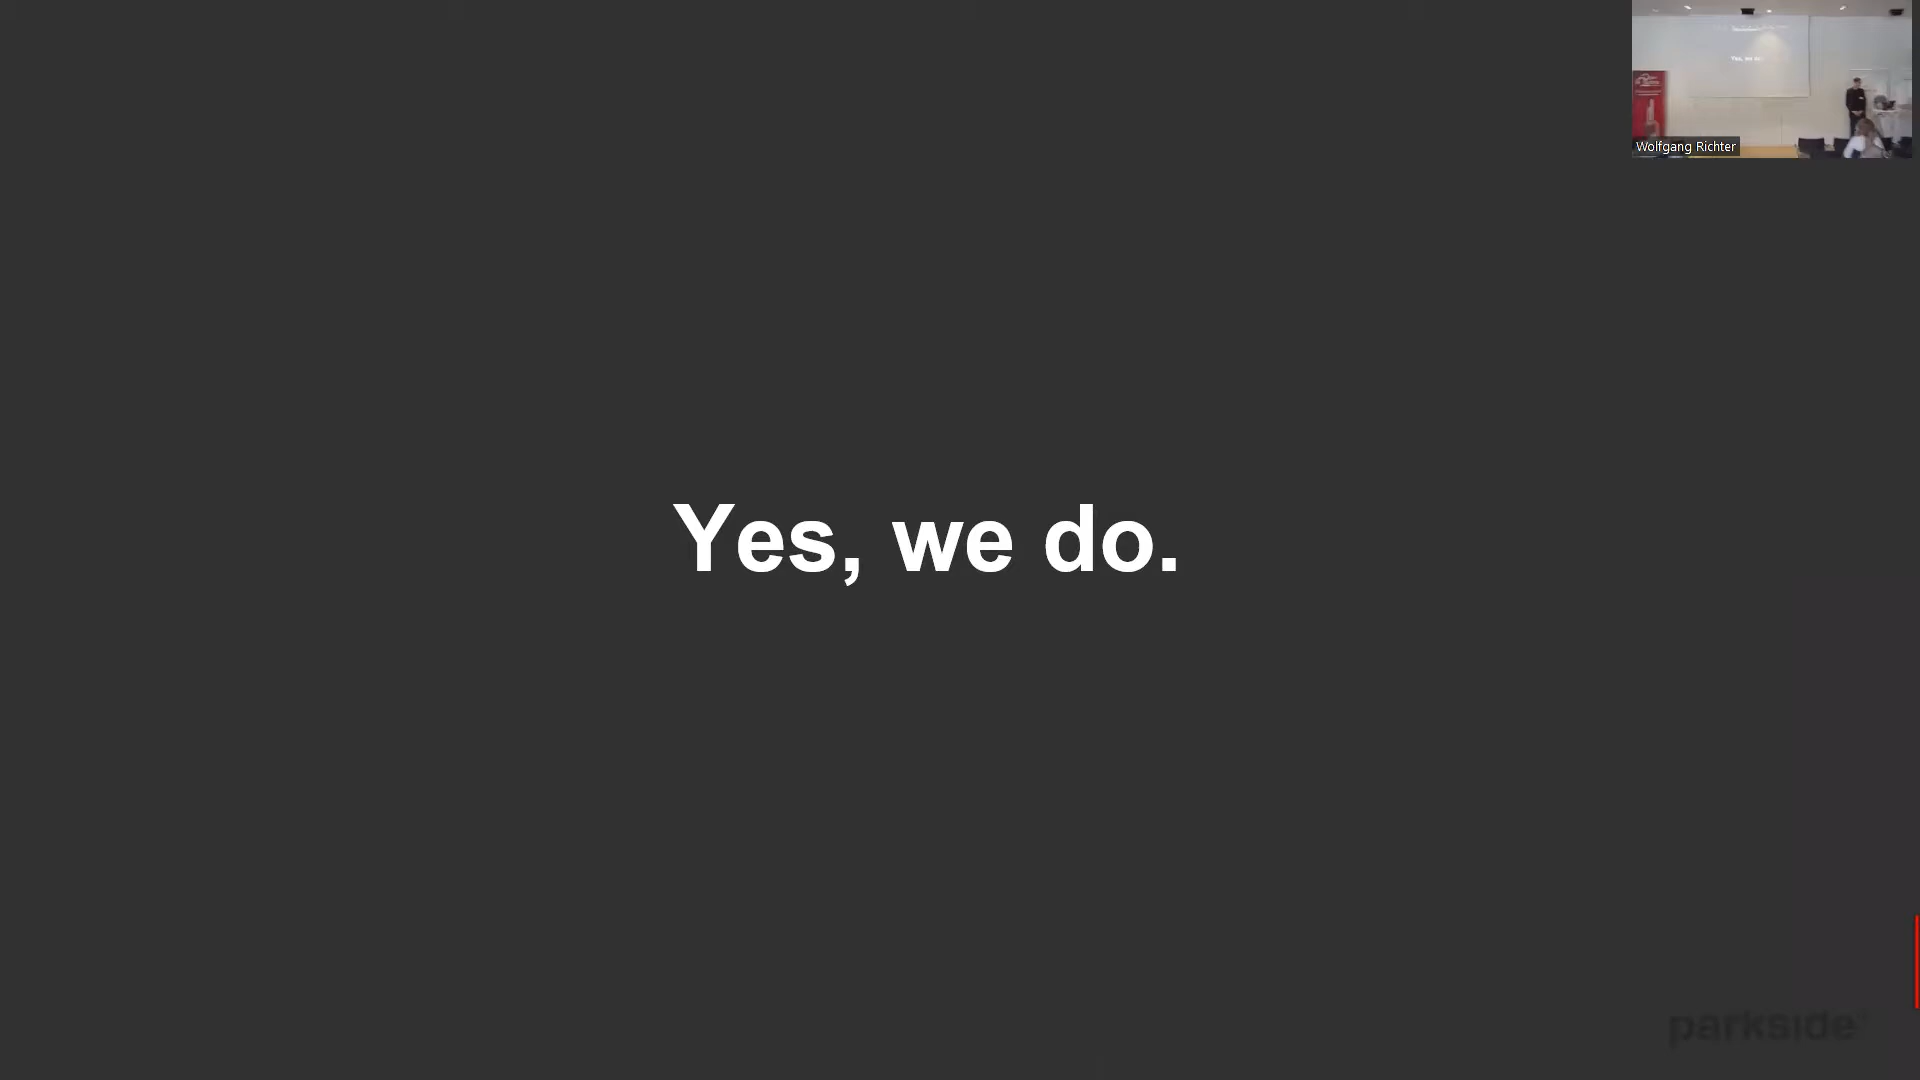 Yes, we do.
Wolfgang Richter
parkside